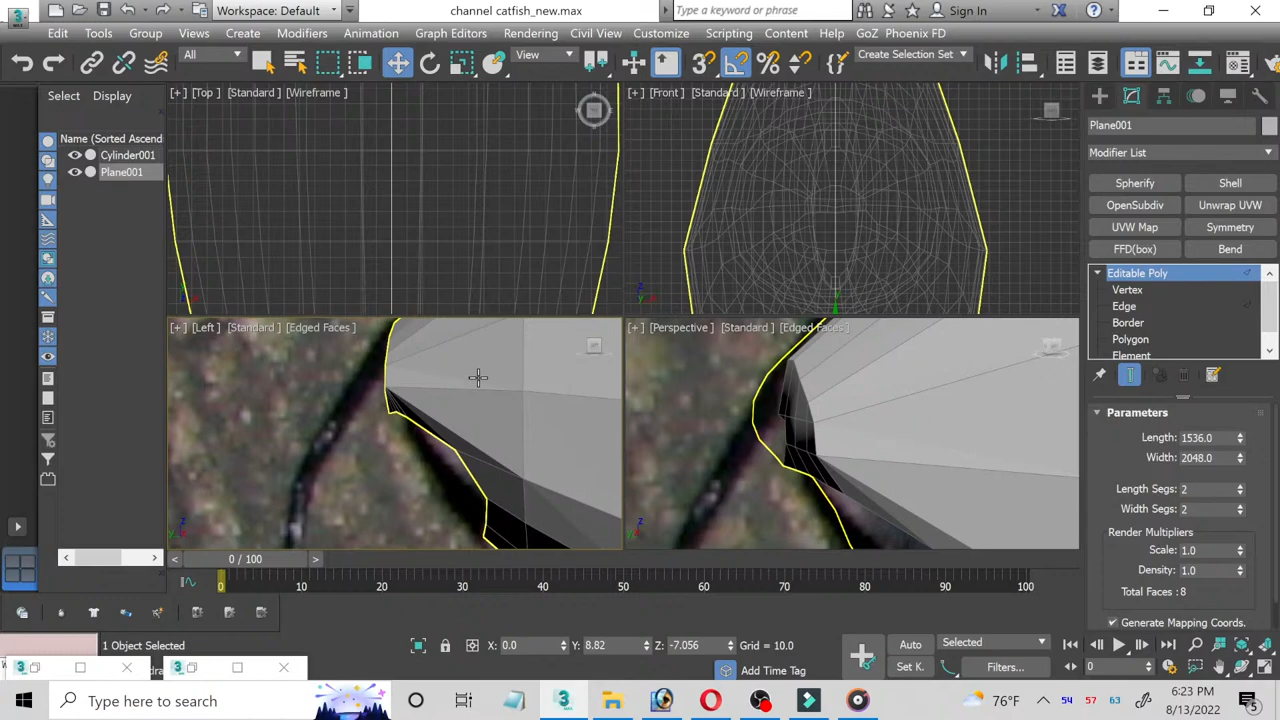 Workspace: Default
channel catfish_new.max
Type a keyword or phrase
Sign In
Edit Tools Group Views Create Modifiers Animation Graph Editors Rendering Civil View Customize Scripting Content Help GoZ Phoenix FD
All
View
Create Selection Set
Select Display
Name (Sorted Ascend
Cylinder001
Plane001
[+] [Top] [Standard] [Wireframe]
[+] [Front] [Standard] [Wireframe]
[+] [Left] [Standard] [Edged Faces]
[+] [Perspective] [Standard] [Edged Faces]
Plane001
Modifier List
Spherify Shell
OpenSubdiv Unwrap UVW
UVW Map Symmetry
FFD(box) Bend
Editable Poly
Vertex
Edge
Border
Polygon
Element
Parameters
Length: 1536.0
Width: 2048.0
Length Segs: 2
Width Segs: 2
Render Multipliers
Scale: 1.0
Density: 1.0
Total Faces : 8
Generate Mapping Coords.
0 / 100
0 20 30 40 50 60 70 80 90 100
1 Object Selected
X: 0.0 Y: 8.82 Z: -7.056 Grid = 10.0
Add Time Tag
Auto Selected
Set K. Filters...
0
Type here to search
76°F
54 57 63
6:23 PM
8/13/2022
5